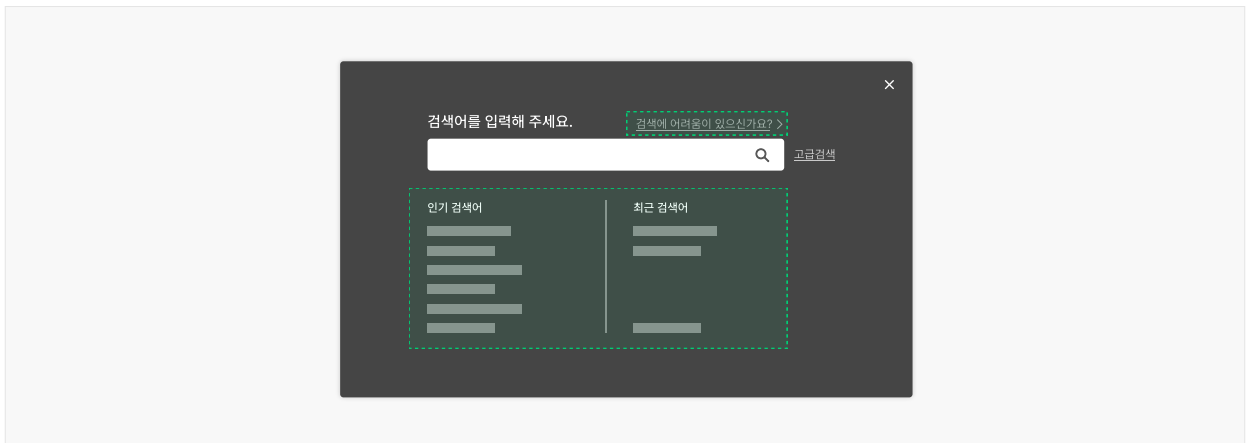 검색어를 입력해 주세요.
검색에 어려움이 있으신가요?
고급검색
인기 검색어
최근 검색어